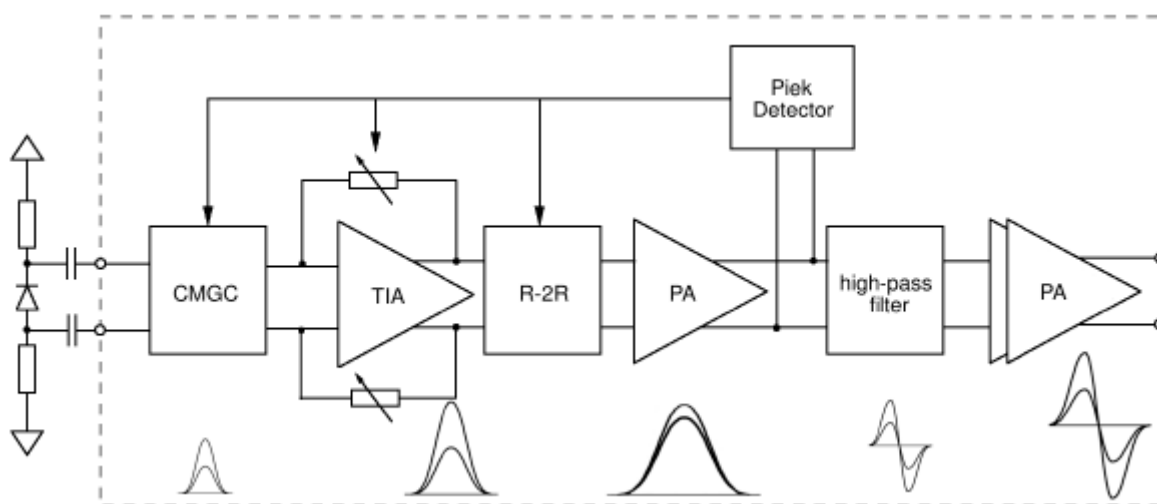 Piek
Detector
CMGC
TIA
R-2R
PA
high-pass
filter
PA